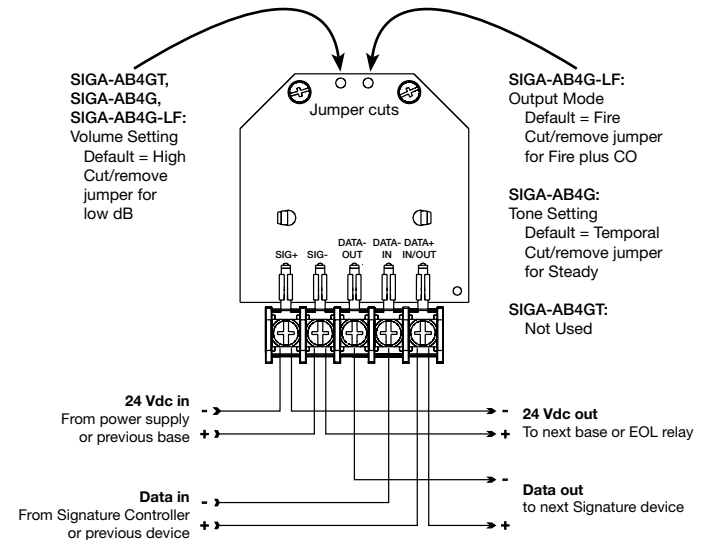 SIGA-AB4GT,
SIGA-AB4G,
SIGA-AB4G-LF:
Volume Setting
Default = High
Cut/remove
jumper for
low dB
Jumper cuts
SIGA-AB4G-LF:
Output Mode
Default = Fire
Cut/remove jumper
for Fire plus CO
SIGA-AB4G:
Tone Setting
Default = Temporal
Cut/remove jumper
for Steady
SIGA-AB4GT:
Not Used
SIG+
SIG-
DATA-
OUT
DATA-
IN
DATA+
IN/OUT
24 Vdc in
From power supply
or previous base
-
+
-
+
24 Vdc out
To next base or EOL relay
Data in
From Signature Controller
or previous device
-
+
-
+
Data out
to next Signature device